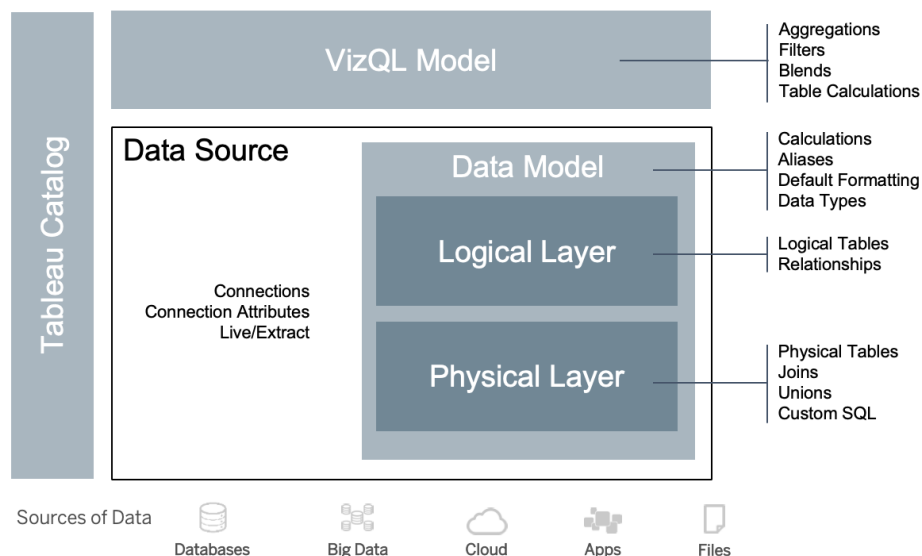 Tableau Catalog
VizQL Model
Aggregations
Filters
Blends
Table Calculations
Data Source
Data Model
Calculations
Aliases
Default Formatting
Data Types
Logical Layer
Logical Tables
Relationships
Connections
Connection Attributes
Live/Extract
Physical Layer
Physical Tables
Joins
Unions
Custom SQL
Sources of Data
Databases
Big Data
Cloud
Apps
Files